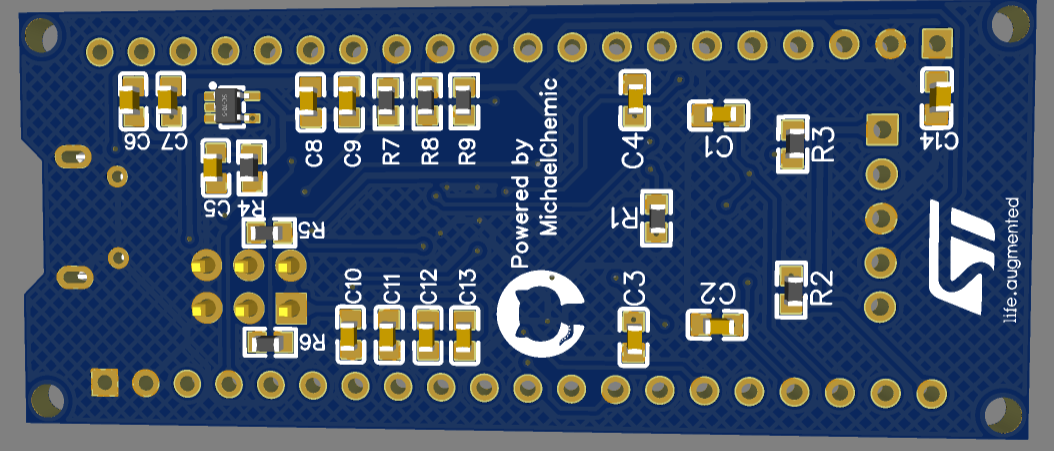 C6
C7
C8
C9
R7
R8
R9
Powered by
MichaelChemic
C4
C1
R3
C14
C5
R4
R5
R1
C10
C11
C12
C13
C3
C2
R2
R6
ST
life.augmented